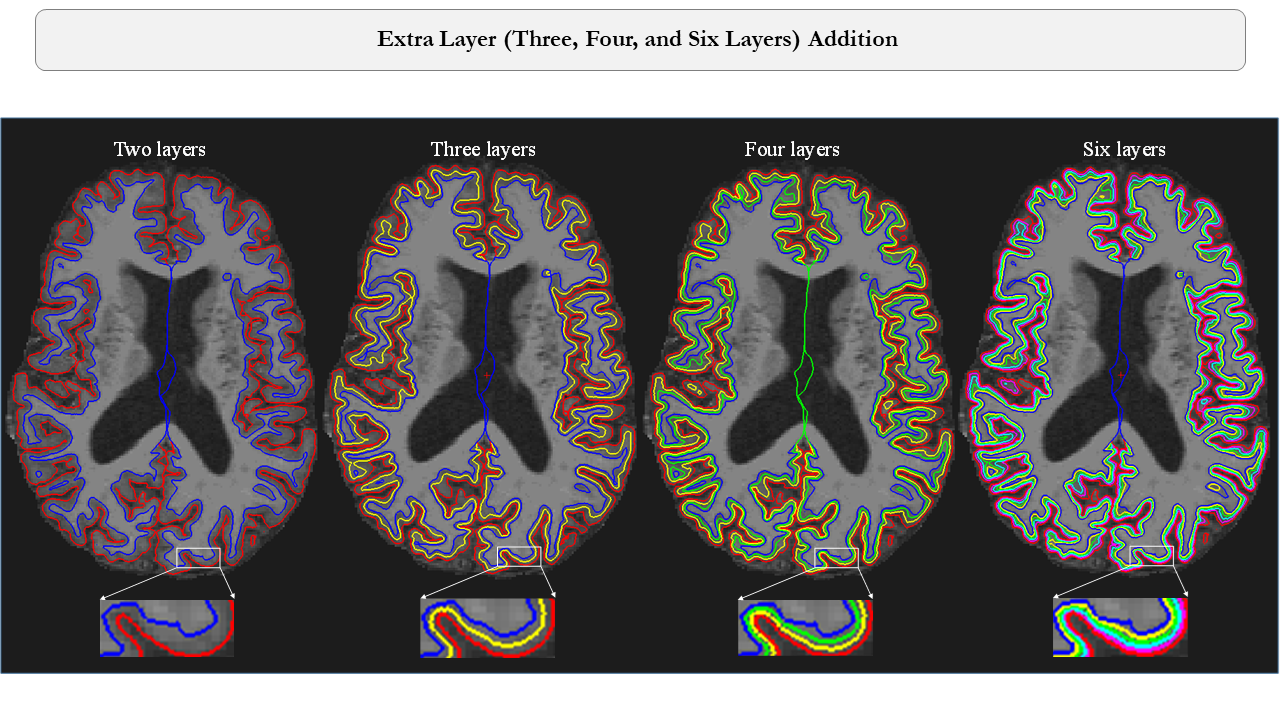 Extra Layer (Three, Four, and Six Layers) Addition
Two layers
Three layers
Four layers
Six layers